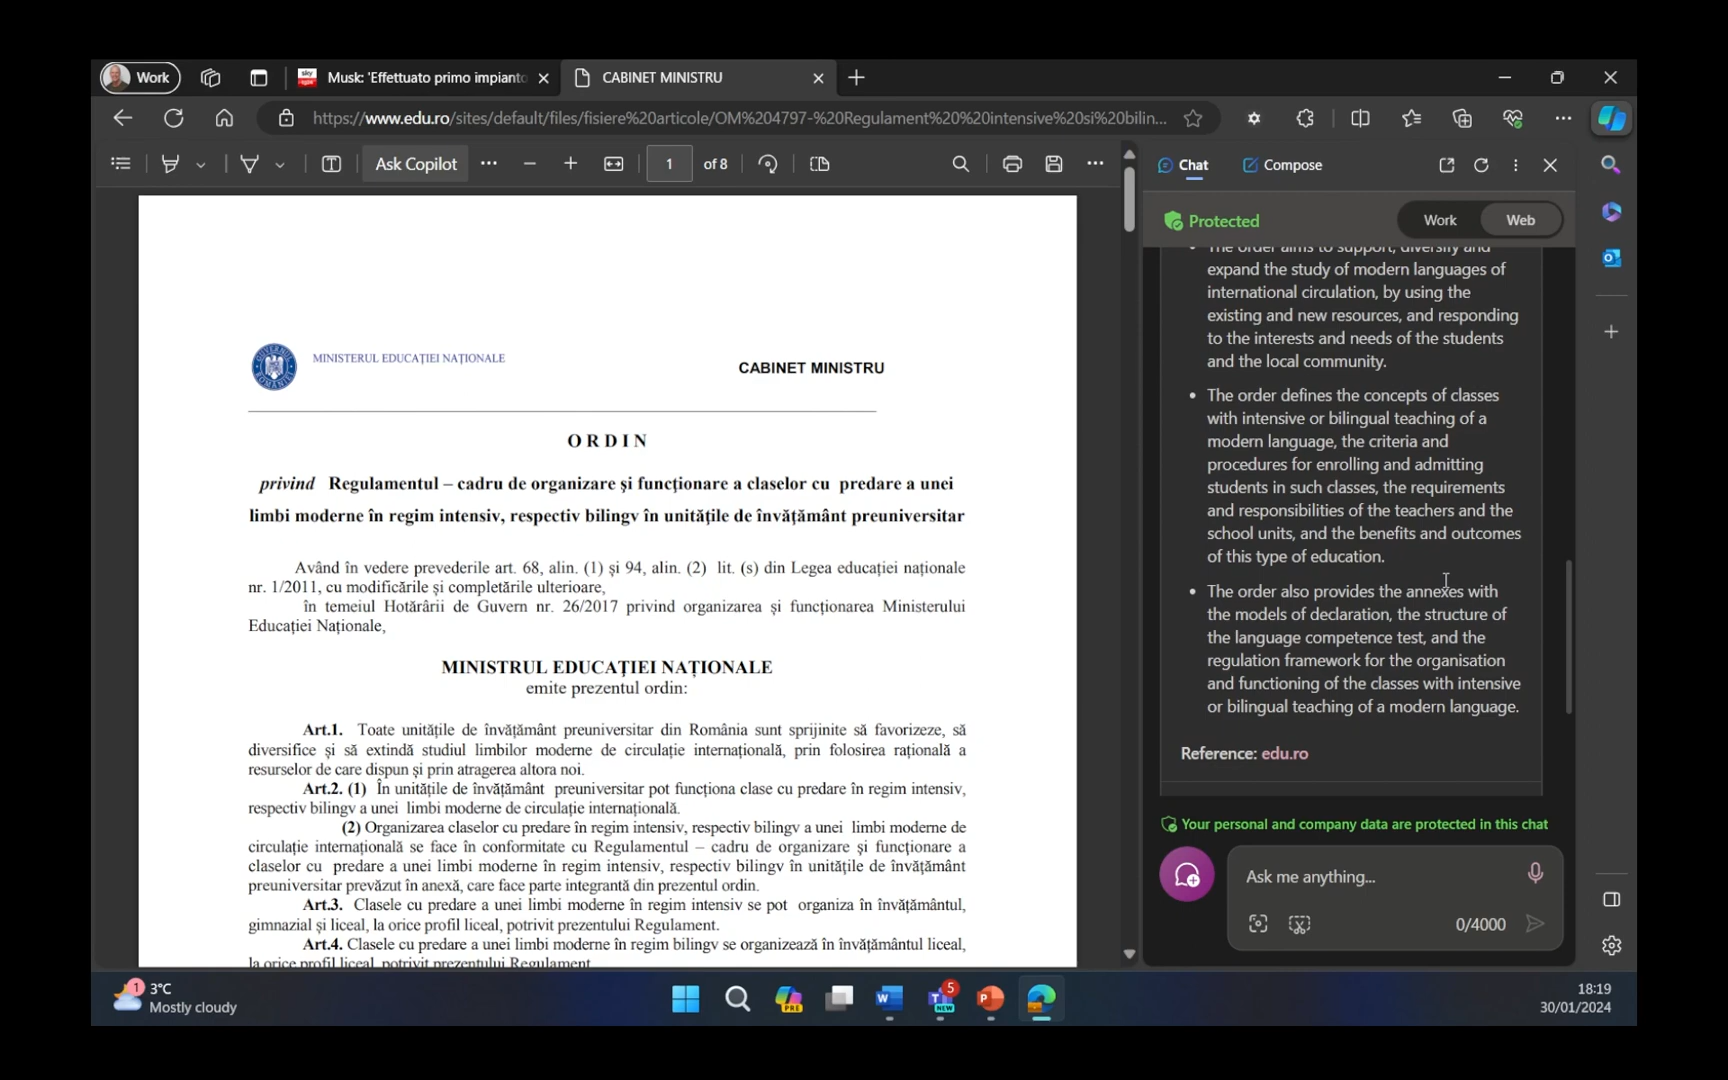 Work
Musk: 'Effettuato primo impianto
CABINET MINISTRU
https://www.edu.ro/sites/default/files/fisiere%20articole/OM%204797-%20Regulament%20%20intensive%20si%20bilin...
Ask Copilot
1
of 8
Chat
Compose
MINISTERUL EDUCAȚIEI NAȚIONALE
CABINET MINISTRU
O R D I N
privind Regulamentul – cadru de organizare și funcționare a claselor cu predare a unei
limbi moderne în regim intensiv, respectiv bilingv în unitățile de învățământ preuniversitar
Având în vedere prevederile art. 68, alin. (1) și 94, alin. (2) lit. (s) din Legea educației naționale
nr. 1/2011, cu modificările și completările ulterioare,
în temeiul Hotărârii de Guvern nr. 26/2017 privind organizarea și funcționarea Ministerului
Educației Naționale,
MINISTRUL EDUCAȚIEI NAȚIONALE
emite prezentul ordin:
Art.1. Toate unitățile de învățământ preuniversitar din România sunt sprijinite să favorizeze, să
diversifice și să extindă studiul limbilor moderne de circulație internațională, prin folosirea rațională a
resurselor de care dispun și prin atragerea altora noi.
Art.2. (1) În unitățile de învățământ preuniversitar pot funcționa clase cu predare în regim intensiv,
respectiv bilingv a unei limbi moderne de circulație internațională.
(2) Organizarea claselor cu predare în regim intensiv, respectiv bilingv a unei limbi moderne de
circulație internațională se face în conformitate cu Regulamentul – cadru de organizare și funcționare a
claselor cu predare a unei limbi moderne în regim intensiv, respectiv bilingv în unitățile de învățământ
preuniversitar prevăzut în anexă, care face parte integrantă din prezentul ordin.
Art.3. Clasele cu predare a unei limbi moderne în regim intensiv se pot organiza în învățământul,
gimnazial și liceal, la orice profil liceal, potrivit prezentului Regulament.
Art.4. Clasele cu predare a unei limbi moderne în regim bilingv se organizează în învățământul liceal,
la orice profil liceal, potrivit prezentului Regulament
Protected
Work
Web
The order aims to support, diversify and
expand the study of modern languages of
international circulation, by using the
existing and new resources, and responding
to the interests and needs of the students
and the local community.
• The order defines the concepts of classes
with intensive or bilingual teaching of a
modern language, the criteria and
procedures for enrolling and admitting
students in such classes, the requirements
and responsibilities of the teachers and the
school units, and the benefits and outcomes
of this type of education.
• The order also provides the annexes with
the models of declaration, the structure of
the language competence test, and the
regulation framework for the organisation
and functioning of the classes with intensive
or bilingual teaching of a modern language.
Reference: edu.ro
Your personal and company data are protected in this chat
Ask me anything...
0/4000
1
3°C
Mostly cloudy
PRE
5
NEW
18:19
30/01/2024